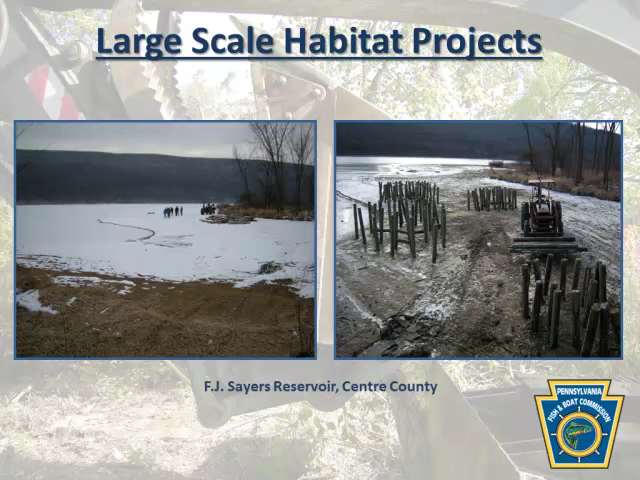 Large Scale Habitat Projects
F.J. Sayers Reservoir, Centre County
PENNSYLVANIA
FISH & BOAT COMMISSION